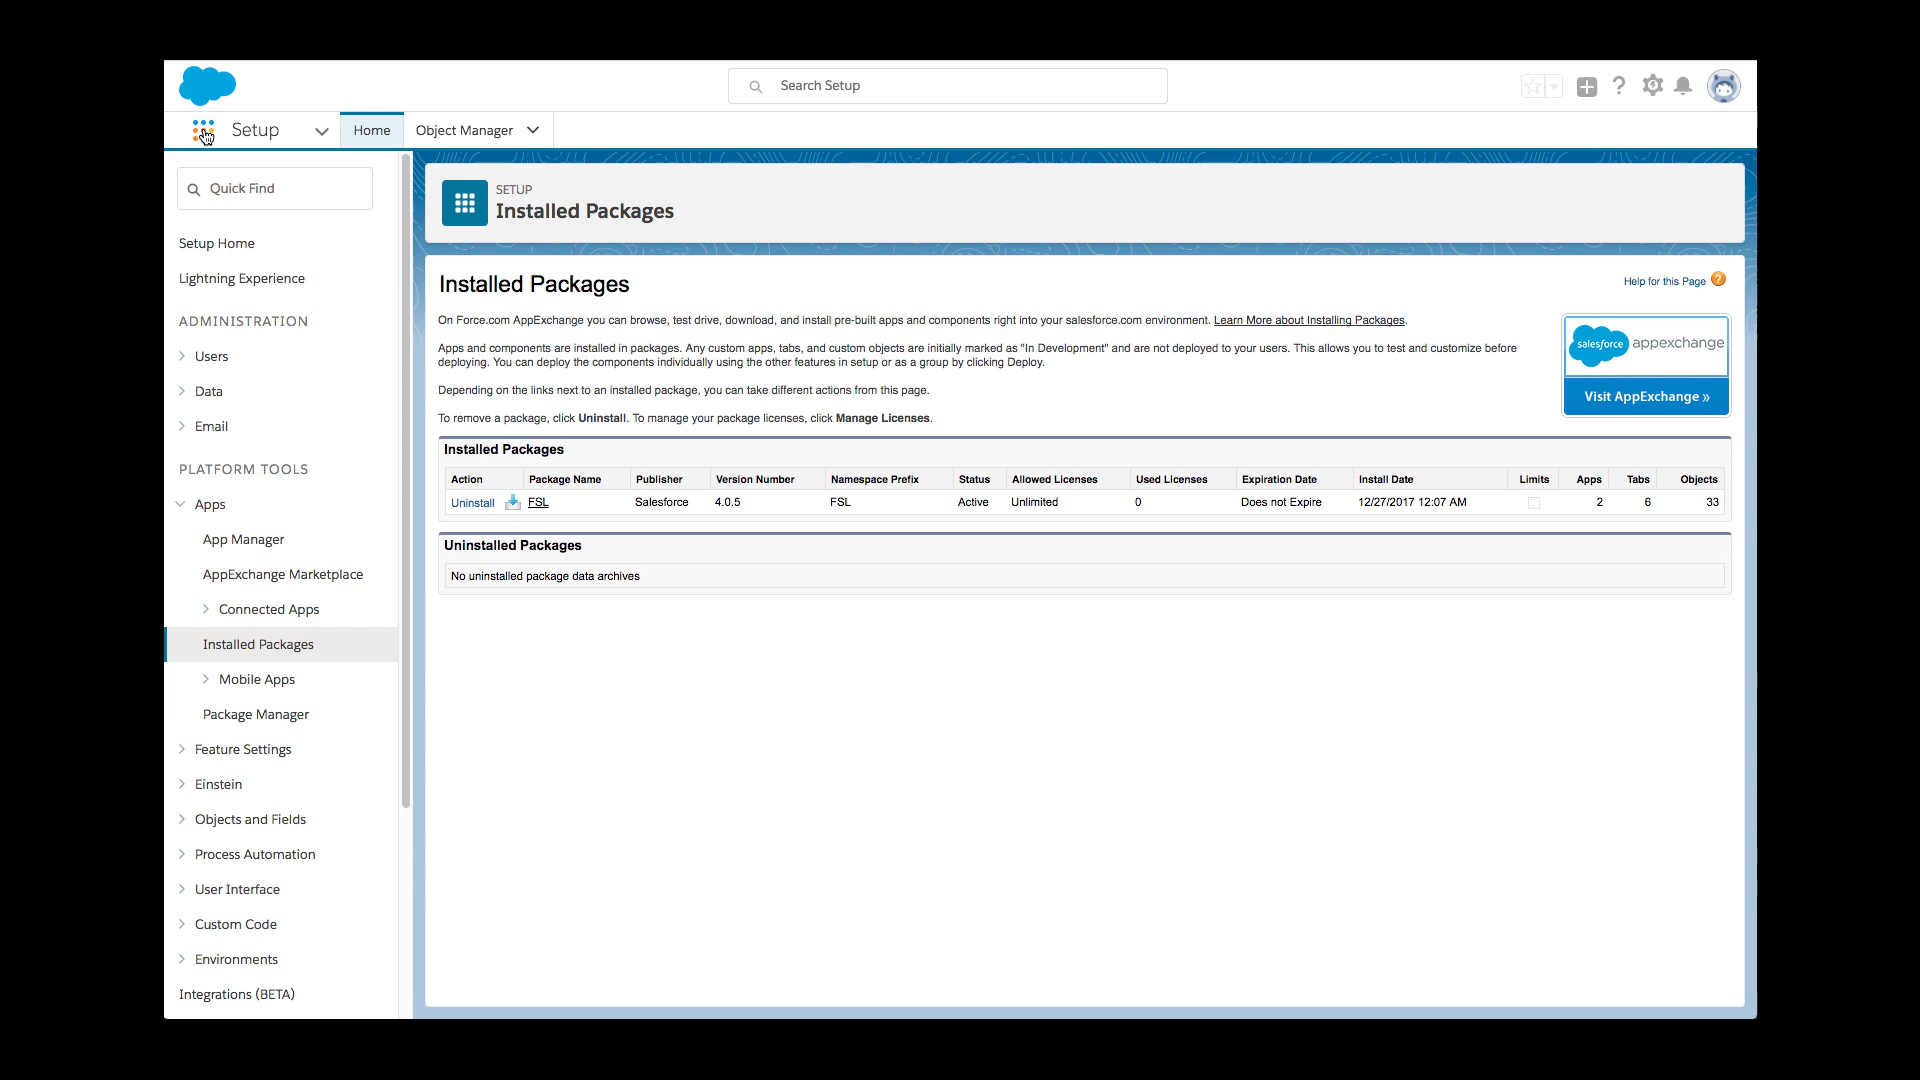 Search Setup
Setup
Home
Object Manager
Quick Find
Setup Home
Lightning Experience
ADMINISTRATION
Users
Data
Email
PLATFORM TOOLS
Apps
App Manager
AppExchange Marketplace
Connected Apps
Installed Packages
Mobile Apps
Package Manager
Feature Settings
Einstein
Objects and Fields
Process Automation
User Interface
Custom Code
Environments
Integrations (BETA)
SETUP
Installed Packages
Installed Packages
Help for this Page ?
On Force.com AppExchange you can browse, test drive, download, and install pre-built apps and components right into your salesforce.com environment. Learn More about Installing Packages.
Apps and components are installed in packages. Any custom apps, tabs, and custom objects are initially marked as "In Development" and are not deployed to your users. This allows you to test and customize before
deploying. You can deploy the components individually using the other features in setup or as a group by clicking Deploy.
Depending on the links next to an installed package, you can take different actions from this page.
To remove a package, click Uninstall. To manage your package licenses, click Manage Licenses.
salesforce appexchange
Visit AppExchange »
Installed Packages
Action Package Name Publisher Version Number Namespace Prefix Status Allowed Licenses Used Licenses Expiration Date Install Date Limits Apps Tabs Objects
Uninstall FSL Salesforce 4.0.5 FSL Active Unlimited 0 Does not Expire 12/27/2017 12:07 AM 2 6 33
Uninstalled Packages
No uninstalled package data archives